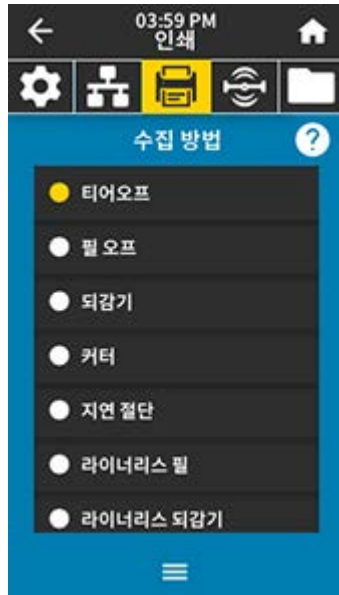 03:59 PM
인쇄
수집 방법
?
티어오프
필 오프
되감기
커터
지연 절단
라이너리스 필
라이너리스 되감기